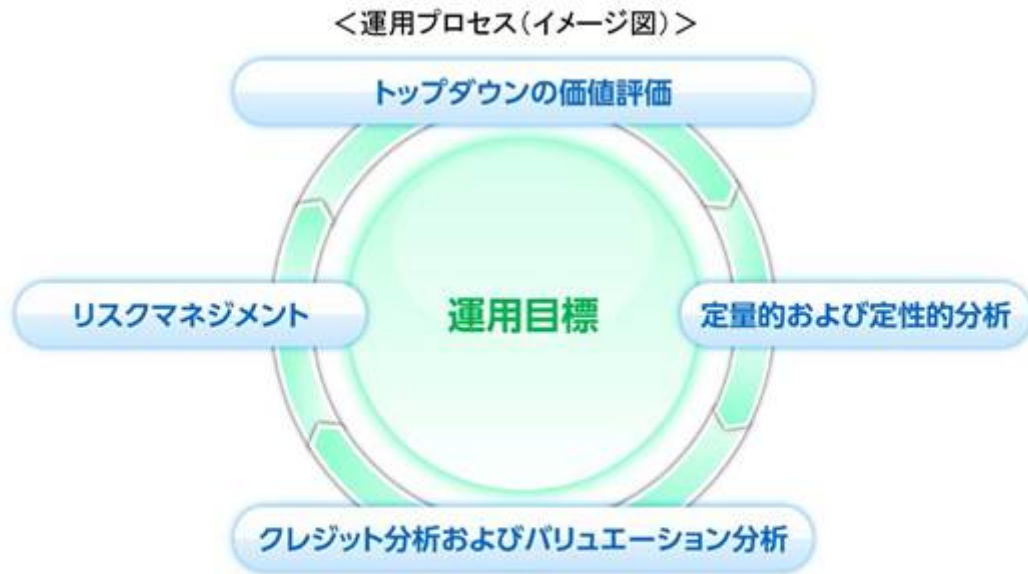 ＜運用プロセス（イメージ図）＞
トップダウンの価値評価
リスクマネジメント
運用目標
定量的および定性的分析
クレジット分析およびバリュエーション分析